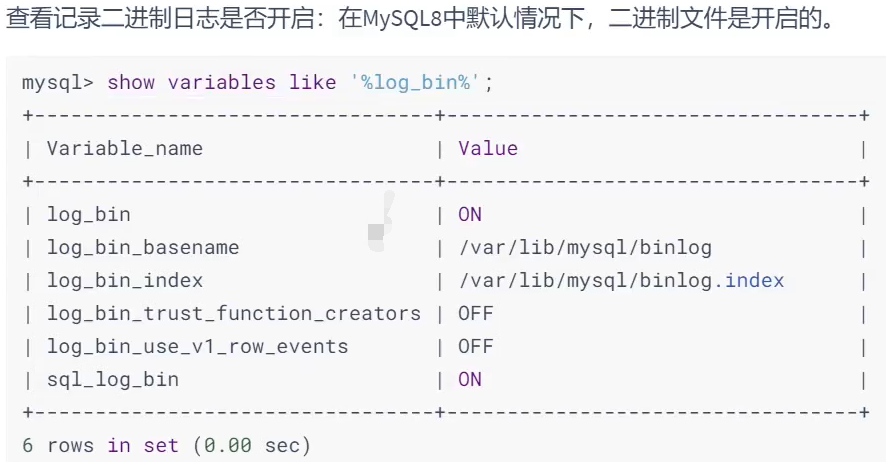 查看记录二进制日志是否开启：在MySQL8中默认情况下，二进制文件是开启的。
mysql> show variables like '%log_bin%';
+---------------------------------+----------------------------------+
| Variable_name                   | Value                            |
+---------------------------------+----------------------------------+
| log_bin                         | ON                               |
| log_bin_basename                | /var/lib/mysql/binlog            |
| log_bin_index                   | /var/lib/mysql/binlog.index      |
| log_bin_trust_function_creators | OFF                              |
| log_bin_use_v1_row_events       | OFF                              |
| sql_log_bin                     | ON                               |
+---------------------------------+----------------------------------+
6 rows in set (0.00 sec)